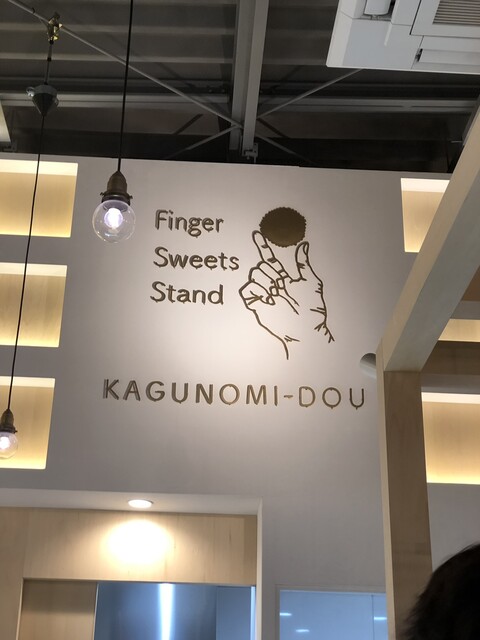 Finger
Sweets
Stand
KAGUNOMI-DOU